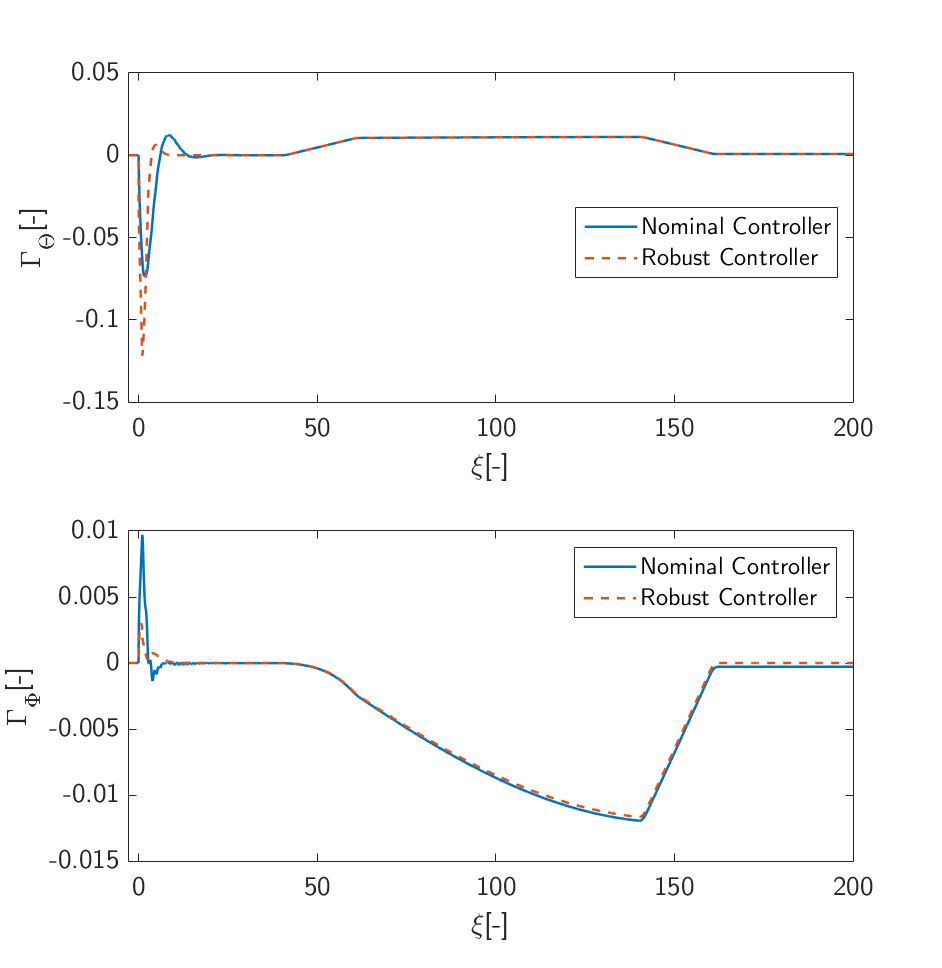 0.05
0
-0.05
-0.1
-0.15
Γ_Θ[-]
Nominal Controller
Robust Controller
0 50 100 150 200
ξ[-]
0.01
0.005
0
-0.005
-0.01
-0.015
Γ_Φ[-]
Nominal Controller
Robust Controller
0 50 100 150 200
ξ[-]